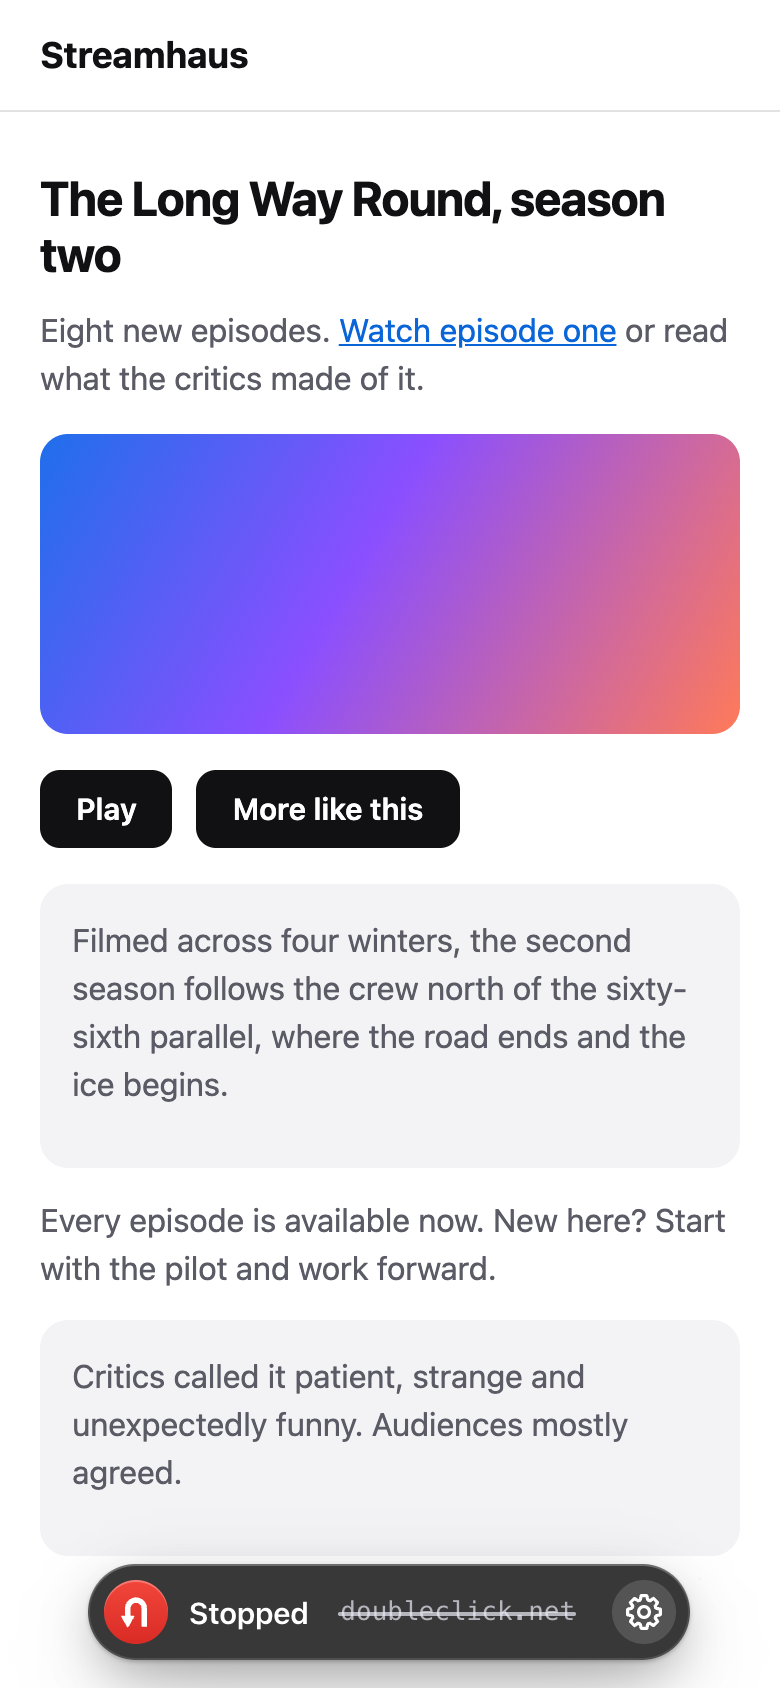 Streamhaus
The Long Way Round, season
two
Eight new episodes. Watch episode one or read
what the critics made of it.
Play
More like this
Filmed across four winters, the second
season follows the crew north of the sixty-
sixth parallel, where the road ends and the
ice begins.
Every episode is available now. New here? Start
with the pilot and work forward.
Critics called it patient, strange and
unexpectedly funny. Audiences mostly
agreed.
Stopped doubleclick.net